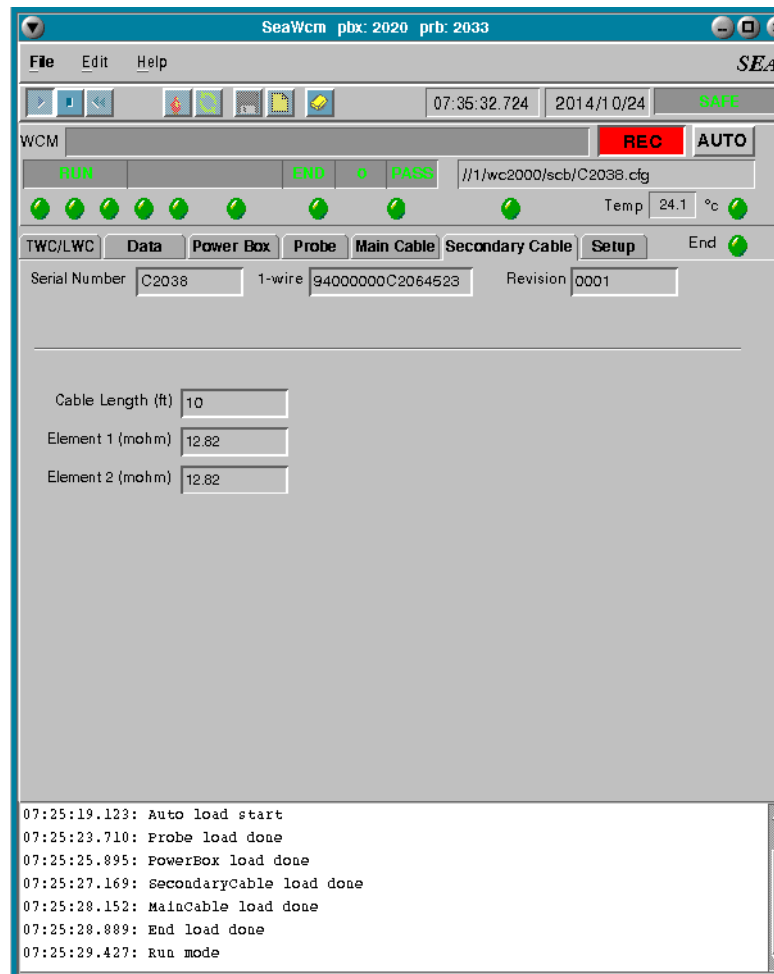 SeaWcm pbx: 2020 prb: 2033
File Edit Help SEA
07:35:32.724 2014/10/24 SAFE
WCM REC AUTO
RUN END 0 PASS //1/wc2000/scb/C2038.cfg
Temp 24.1 °c
TWC/LWC Data Power Box Probe Main Cable Secondary Cable Setup End
Serial Number C2038 1-wire 94000000C2064523 Revision 0001
Cable Length (ft) 10
Element 1 (mohm) 12.82
Element 2 (mohm) 12.82
07:25:19.123: Auto load start
07:25:23.710: Probe load done
07:25:25.895: PowerBox load done
07:25:27.169: SecondaryCable load done
07:25:28.152: MainCable load done
07:25:28.889: End load done
07:25:29.427: Run mode